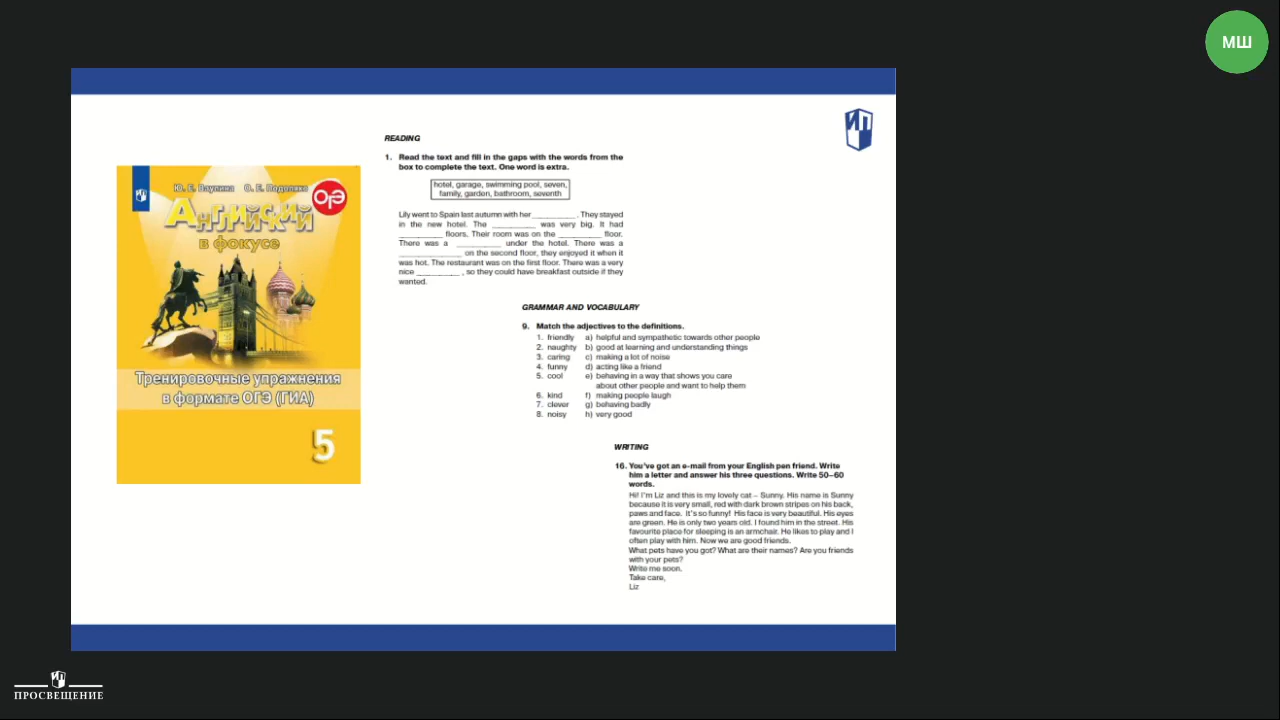 МШ
ИП
READING
1. Read the text and fill in the gaps with the words from the
box to complete the text. One word is extra.
hotel, garage, swimming pool, seven,
family, garden, bathroom, seventh
Lily went to Spain last autumn with her _________ . They stayed
in the new hotel. The _________ was very big. It had
_________ floors. Their room was on the _________ floor.
There was a _________ under the hotel. There was a
_____________ on the second floor, they enjoyed it when it
was hot. The restaurant was on the first floor. There was a very
nice _________ , so they could have breakfast outside if they
wanted.
Ю. Е. Ваулина О. Е. Подоляко
ОГЭ
Английский
в фокусе
Тренировочные упражнения
в формате ОГЭ (ГИА)
5
GRAMMAR AND VOCABULARY
9. Match the adjectives to the definitions.
1. friendly a) helpful and sympathetic towards other people
2. naughty b) good at learning and understanding things
3. caring c) making a lot of noise
4. funny d) acting like a friend
5. cool e) behaving in a way that shows you care
about other people and want to help them
6. kind f) making people laugh
7. clever g) behaving badly
8. noisy h) very good
WRITING
16. You've got an e-mail from your English pen friend. Write
him a letter and answer his three questions. Write 50–60
words.
Hi! I'm Liz and this is my lovely cat – Sunny. His name is Sunny
because it is very small, red with dark brown stripes on his back,
paws and face. It's so funny! His face is very beautiful. His eyes
are green. He is only two years old. I found him in the street. His
favourite place for sleeping is an armchair. He likes to play and I
often play with him. Now we are good friends.
What pets have you got? What are their names? Are you friends
with your pets?
Write me soon.
Take care,
Liz
ПРОСВЕЩЕНИЕ